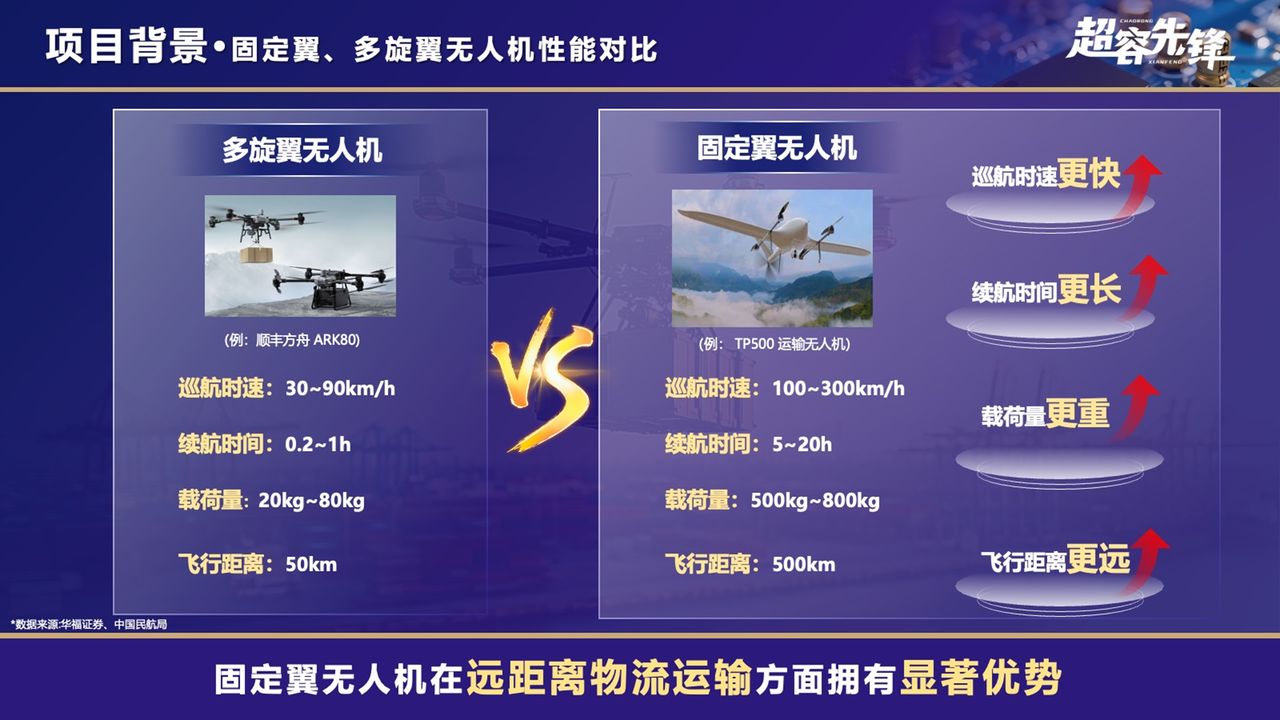 项目背景•固定翼、多旋翼无人机性能对比
超容先锋
CHAORONG
XIANFENG
多旋翼无人机
(例：顺丰方舟 ARK80)
巡航时速：30~90km/h
续航时间：0.2~1h
载荷量：20kg~80kg
飞行距离：50km
VS
固定翼无人机
(例： TP500 运输无人机)
巡航时速：100~300km/h
续航时间：5~20h
载荷量：500kg~800kg
飞行距离：500km
巡航时速更快
续航时间更长
载荷量更重
飞行距离更远
*数据来源:华福证券、中国民航局
固定翼无人机在远距离物流运输方面拥有显著优势